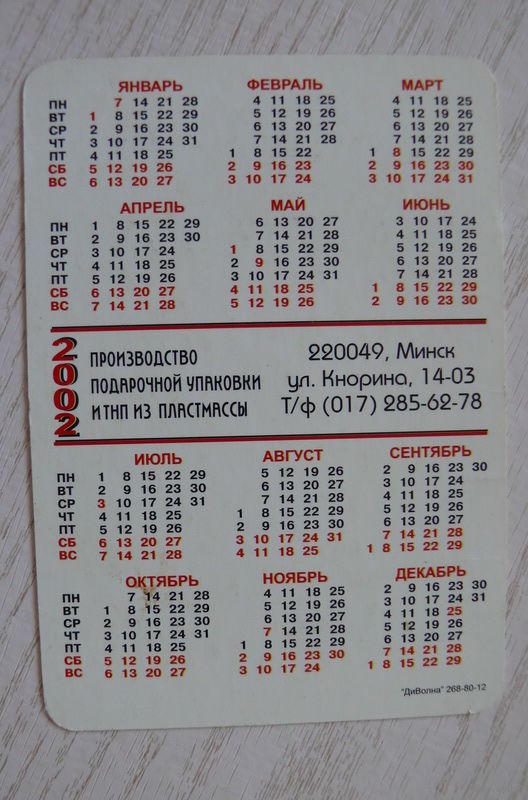 ЯНВАРЬ ФЕВРАЛЬ МАРТ
ПН 7 14 21 28 4 11 18 25 4 11 18 25
ВТ 1 8 15 22 29 5 12 19 26 5 12 19 26
СР 2 9 16 23 30 6 13 20 27 6 13 20 27
ЧТ 3 10 17 24 31 7 14 21 28 7 14 21 28
ПТ 4 11 18 25 1 8 15 22 1 8 15 22 29
СБ 5 12 19 26 2 9 16 23 2 9 16 23 30
ВС 6 13 20 27 3 10 17 24 3 10 17 24 31
АПРЕЛЬ МАЙ ИЮНЬ
ПН 1 8 15 22 29 6 13 20 27 3 10 17 24
ВТ 2 9 16 23 30 7 14 21 28 4 11 18 25
СР 3 10 17 24 1 8 15 22 29 5 12 19 26
ЧТ 4 11 18 25 2 9 16 23 30 6 13 20 27
ПТ 5 12 19 26 3 10 17 24 31 7 14 21 28
СБ 6 13 20 27 4 11 18 25 1 8 15 22 29
ВС 7 14 21 28 5 12 19 26 2 9 16 23 30
2002
ПРОИЗВОДСТВО
ПОДАРОЧНОЙ УПАКОВКИ
И ТНП ИЗ ПЛАСТМАССЫ
220049, Минск
ул. Кнорина, 14-03
Т/ф (017) 285-62-78
ИЮЛЬ АВГУСТ СЕНТЯБРЬ
ПН 1 8 15 22 29 5 12 19 26 2 9 16 23 30
ВТ 2 9 16 23 30 6 13 20 27 3 10 17 24
СР 3 10 17 24 31 7 14 21 28 4 11 18 25
ЧТ 4 11 18 25 1 8 15 22 29 5 12 19 26
ПТ 5 12 19 26 2 9 16 23 30 6 13 20 27
СБ 6 13 20 27 3 10 17 24 31 7 14 21 28
ВС 7 14 21 28 4 11 18 25 1 8 15 22 29
ОКТЯБРЬ НОЯБРЬ ДЕКАБРЬ
ПН 7 14 21 28 4 11 18 25 2 9 16 23 30
ВТ 1 8 15 22 29 5 12 19 26 3 10 17 24 31
СР 2 9 16 23 30 6 13 20 27 4 11 18 25
ЧТ 3 10 17 24 31 7 14 21 28 5 12 19 26
ПТ 4 11 18 25 1 8 15 22 29 6 13 20 27
СБ 5 12 19 26 2 9 16 23 30 7 14 21 28
ВС 6 13 20 27 3 10 17 24 1 8 15 22 29
"ДиВолна" 268-80-12